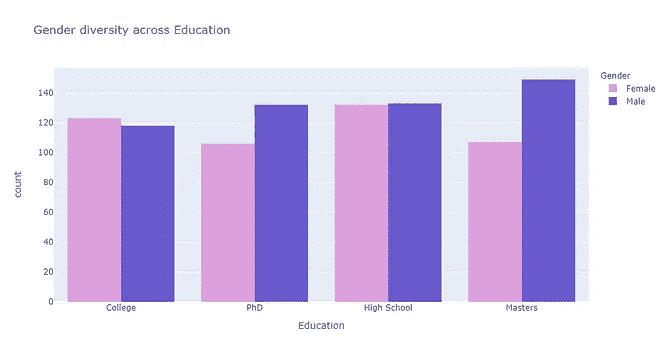 Gender diversity across Education
Gender
Female
Male
140
120
100
80
60
40
20
0
count
College PhD High School Masters
Education